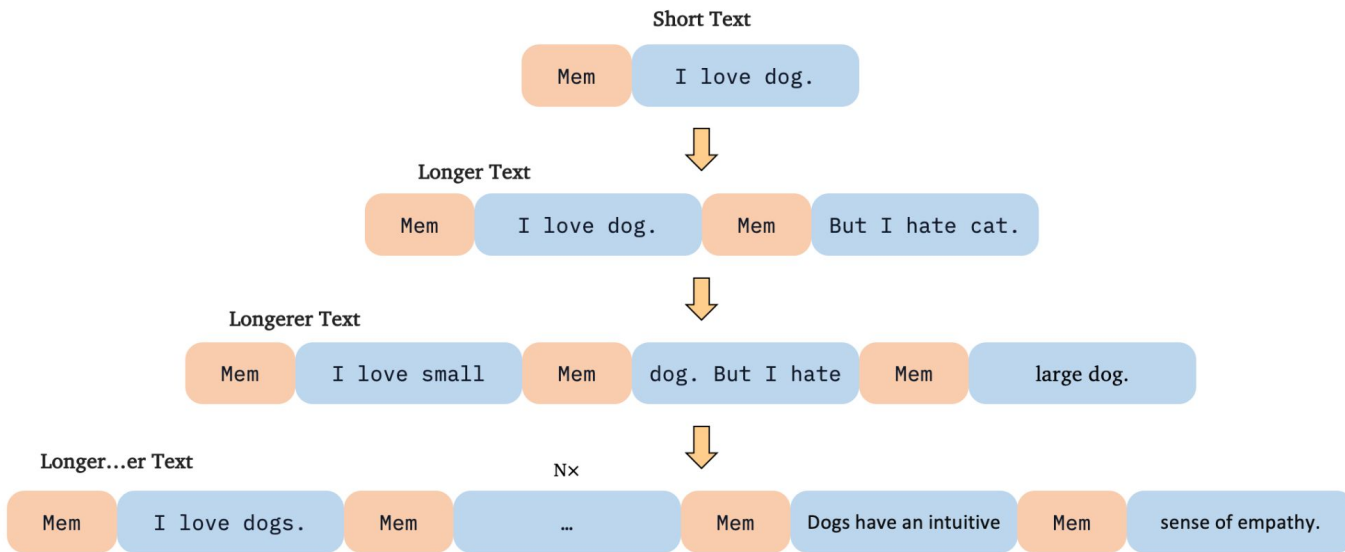 Short Text
Mem I love dog.
Longer Text
Mem I love dog. Mem But I hate cat.
Longerer Text
Mem I love small Mem dog. But I hate Mem large dog.
Longer...er Text
N×
Mem I love dogs. Mem … Mem Dogs have an intuitive Mem sense of empathy.